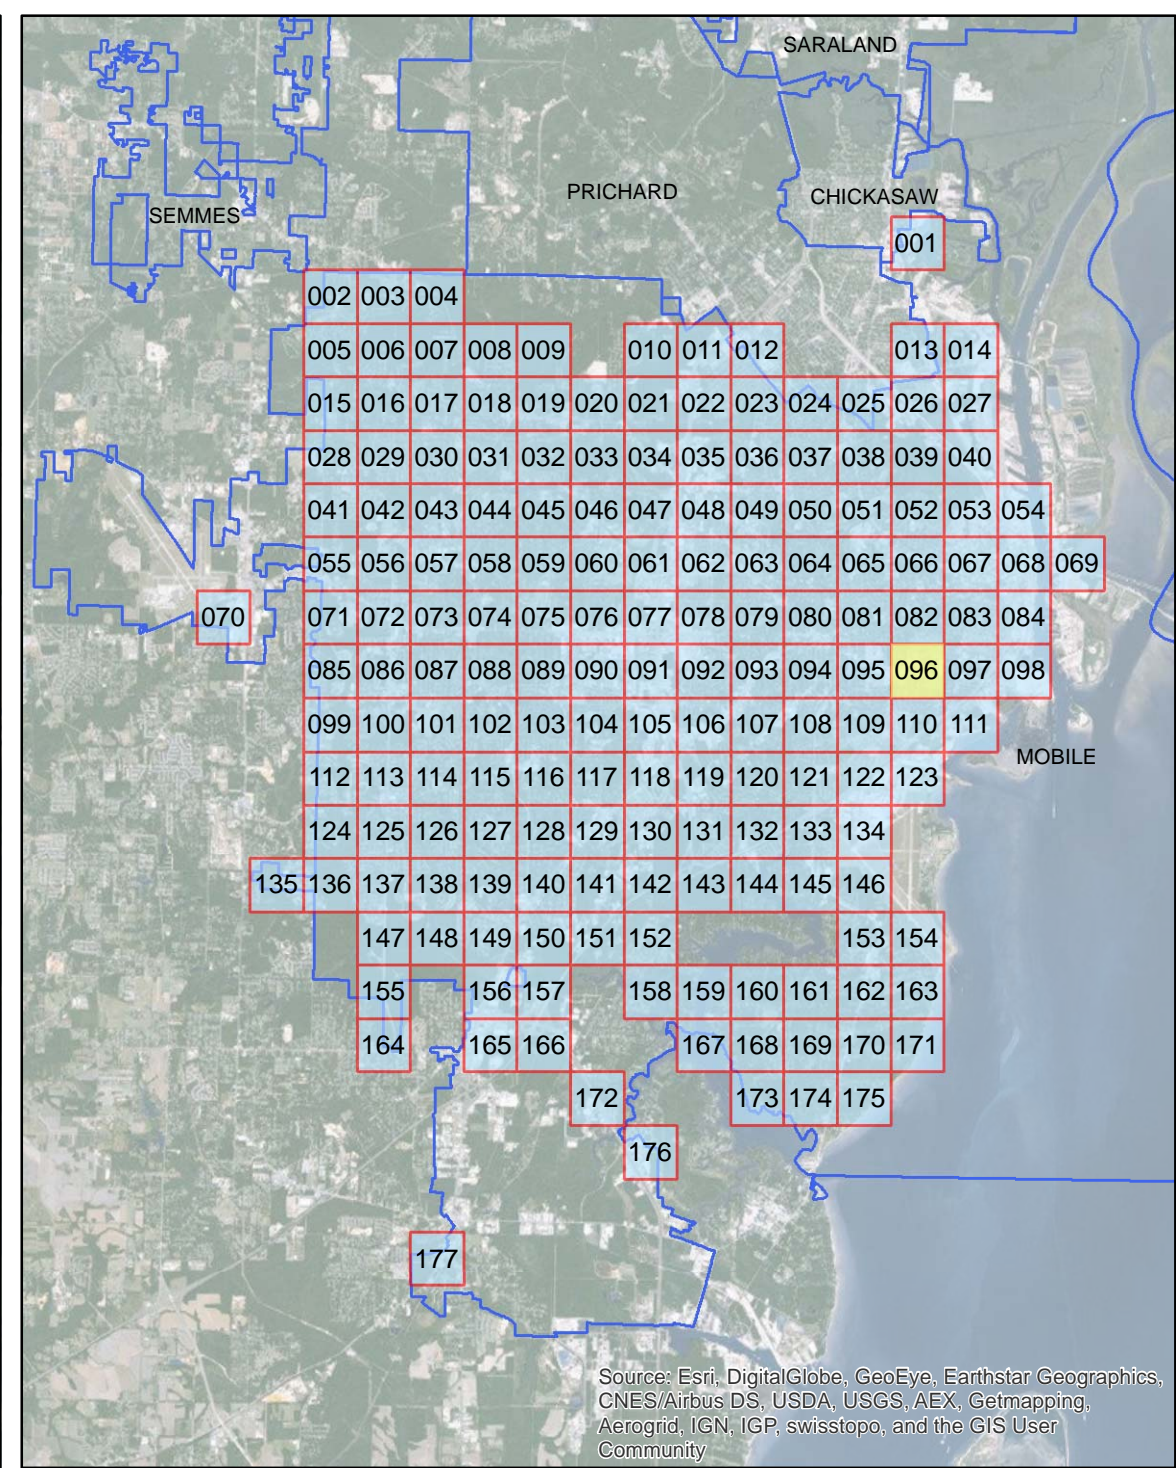 SARALAND
PRICHARD
CHICKASAW
SEMMES
001
002 003 004
005 006 007 008 009 010 011 012 013 014
015 016 017 018 019 020 021 022 023 024 025 026 027
028 029 030 031 032 033 034 035 036 037 038 039 040
041 042 043 044 045 046 047 048 049 050 051 052 053 054
055 056 057 058 059 060 061 062 063 064 065 066 067 068 069
070 071 072 073 074 075 076 077 078 079 080 081 082 083 084
085 086 087 088 089 090 091 092 093 094 095 096 097 098
099 100 101 102 103 104 105 106 107 108 109 110 111
MOBILE
112 113 114 115 116 117 118 119 120 121 122 123
124 125 126 127 128 129 130 131 132 133 134
135 136 137 138 139 140 141 142 143 144 145 146
147 148 149 150 151 152 153 154
155 156 157 158 159 160 161 162 163
164 165 166 167 168 169 170 171
172 173 174 175
176
177
Source: Esri, DigitalGlobe, GeoEye, Earthstar Geographics,
CNES/Airbus DS, USDA, USGS, AEX, Getmapping,
Aerogrid, IGN, IGP, swisstopo, and the GIS User
Community